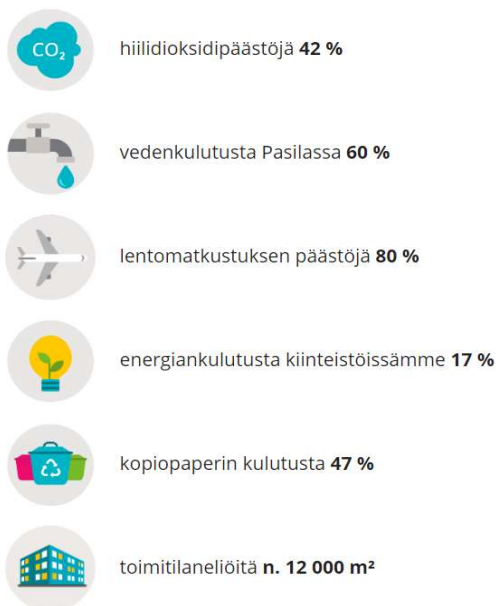 CO₂
hiilidioksidipäästöjä 42 %
vedenkulutusta Pasilassa 60 %
lentomatkustuksen päästöjä 80 %
energiankulutusta kiinteistöissämme 17 %
kopiopaperin kulutusta 47 %
toimitilaneliöitä n. 12 000 m²